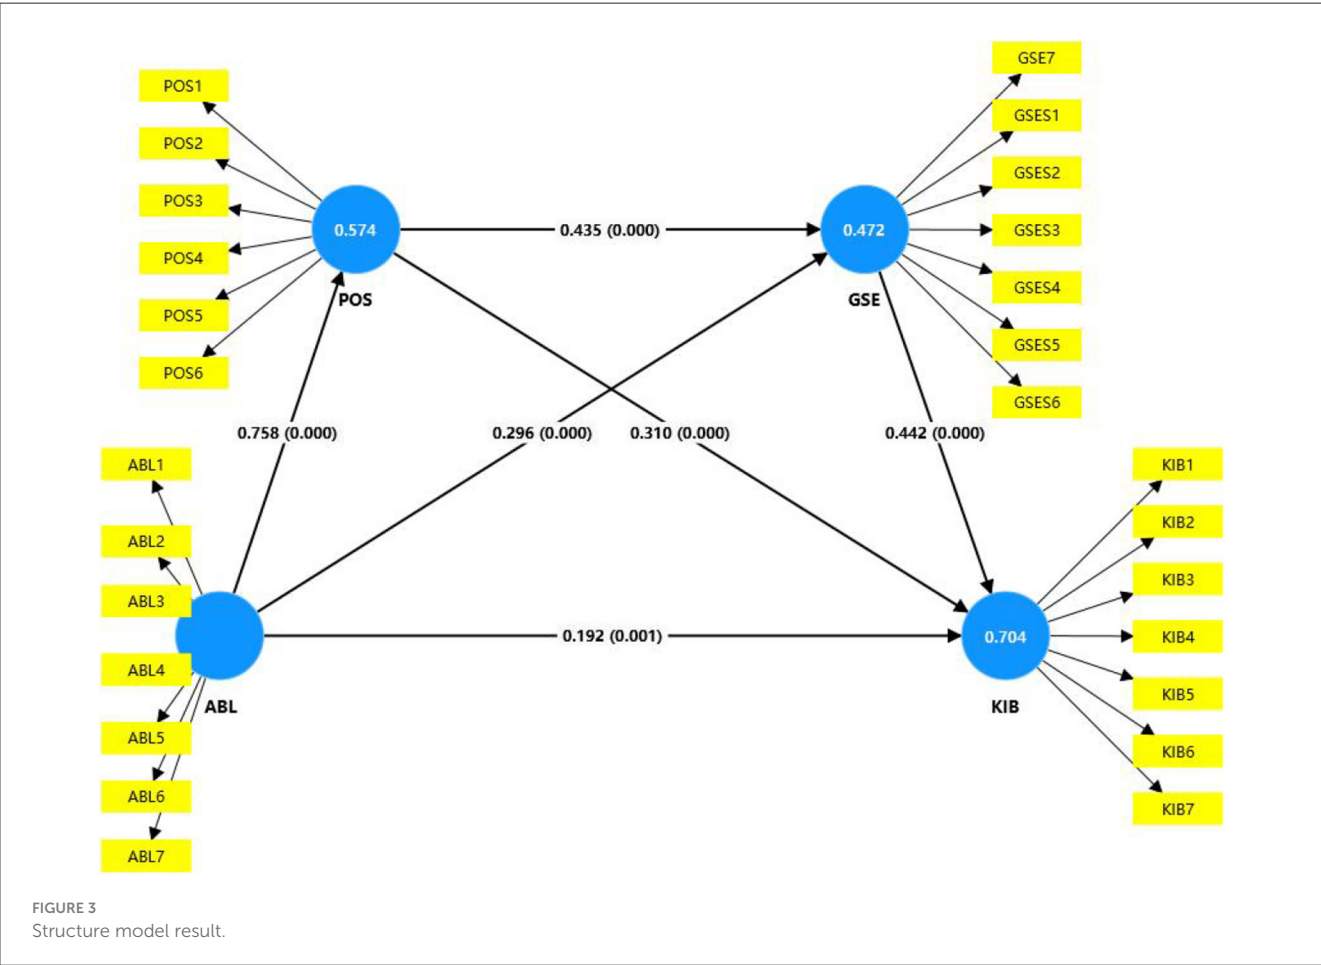 POS1
POS2
POS3
POS4
POS5
POS6
0.574
POS
0.435 (0.000)
0.472
GSE
GSE7
GSES1
GSES2
GSES3
GSES4
GSES5
GSES6
0.758 (0.000)
0.296 (0.000)
0.310 (0.000)
0.442 (0.000)
ABL1
ABL2
ABL3
ABL4
ABL5
ABL6
ABL7
ABL
0.192 (0.001)
0.704
KIB
KIB1
KIB2
KIB3
KIB4
KIB5
KIB6
KIB7
FIGURE 3
Structure model result.